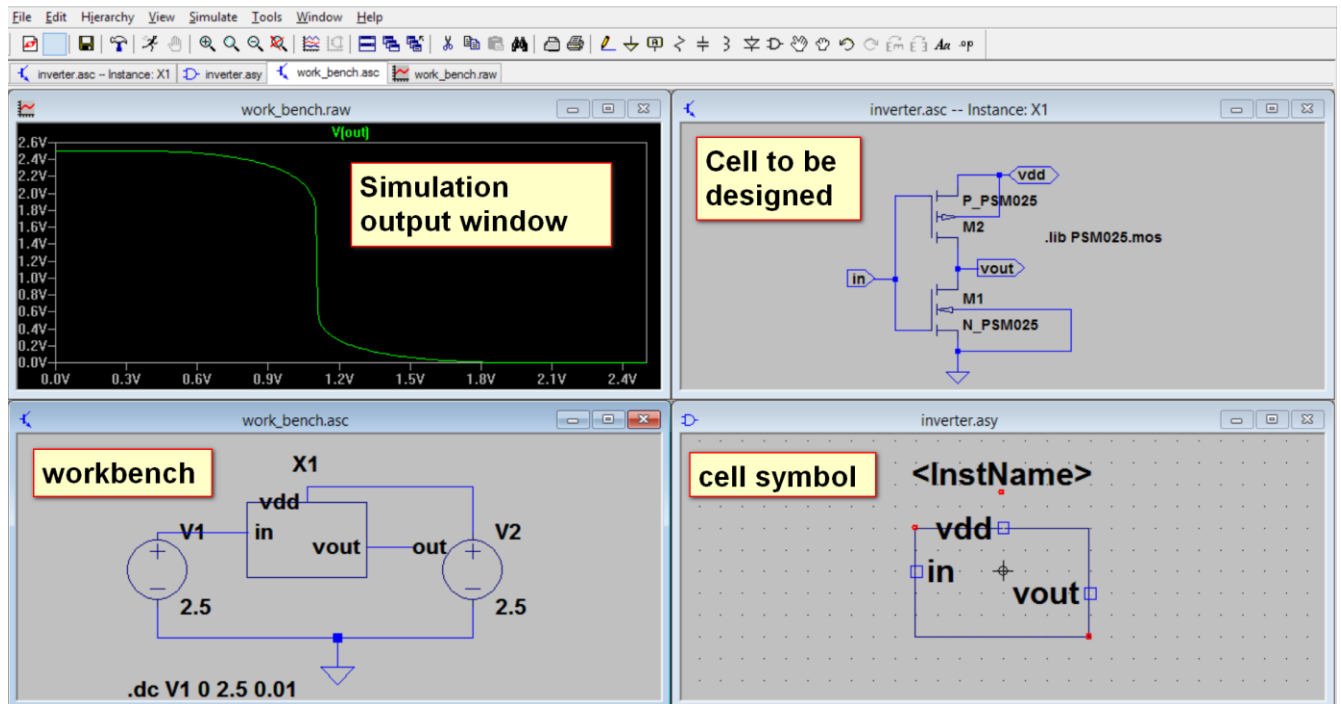 File Edit Hierarchy View Simulate Tools Window Help
Aa .op
inverter.asc -- Instance: X1 inverter.asy work_bench.asc work_bench.raw
work_bench.raw
V(out)
2.6V
2.4V
2.2V
2.0V
1.8V
1.6V
1.4V
1.2V
1.0V
0.8V
0.6V
0.4V
0.2V
0.0V
0.0V 0.3V 0.6V 0.9V 1.2V 1.5V 1.8V 2.1V 2.4V
Simulation
output window
inverter.asc -- Instance: X1
Cell to be
designed
vdd
P_PSM025
M2
.lib PSM025.mos
vout
in
M1
N_PSM025
work_bench.asc
workbench
X1
vdd
V1 in V2
vout out
2.5 2.5
.dc V1 0 2.5 0.01
inverter.asy
cell symbol
<InstName>
vdd
in
vout